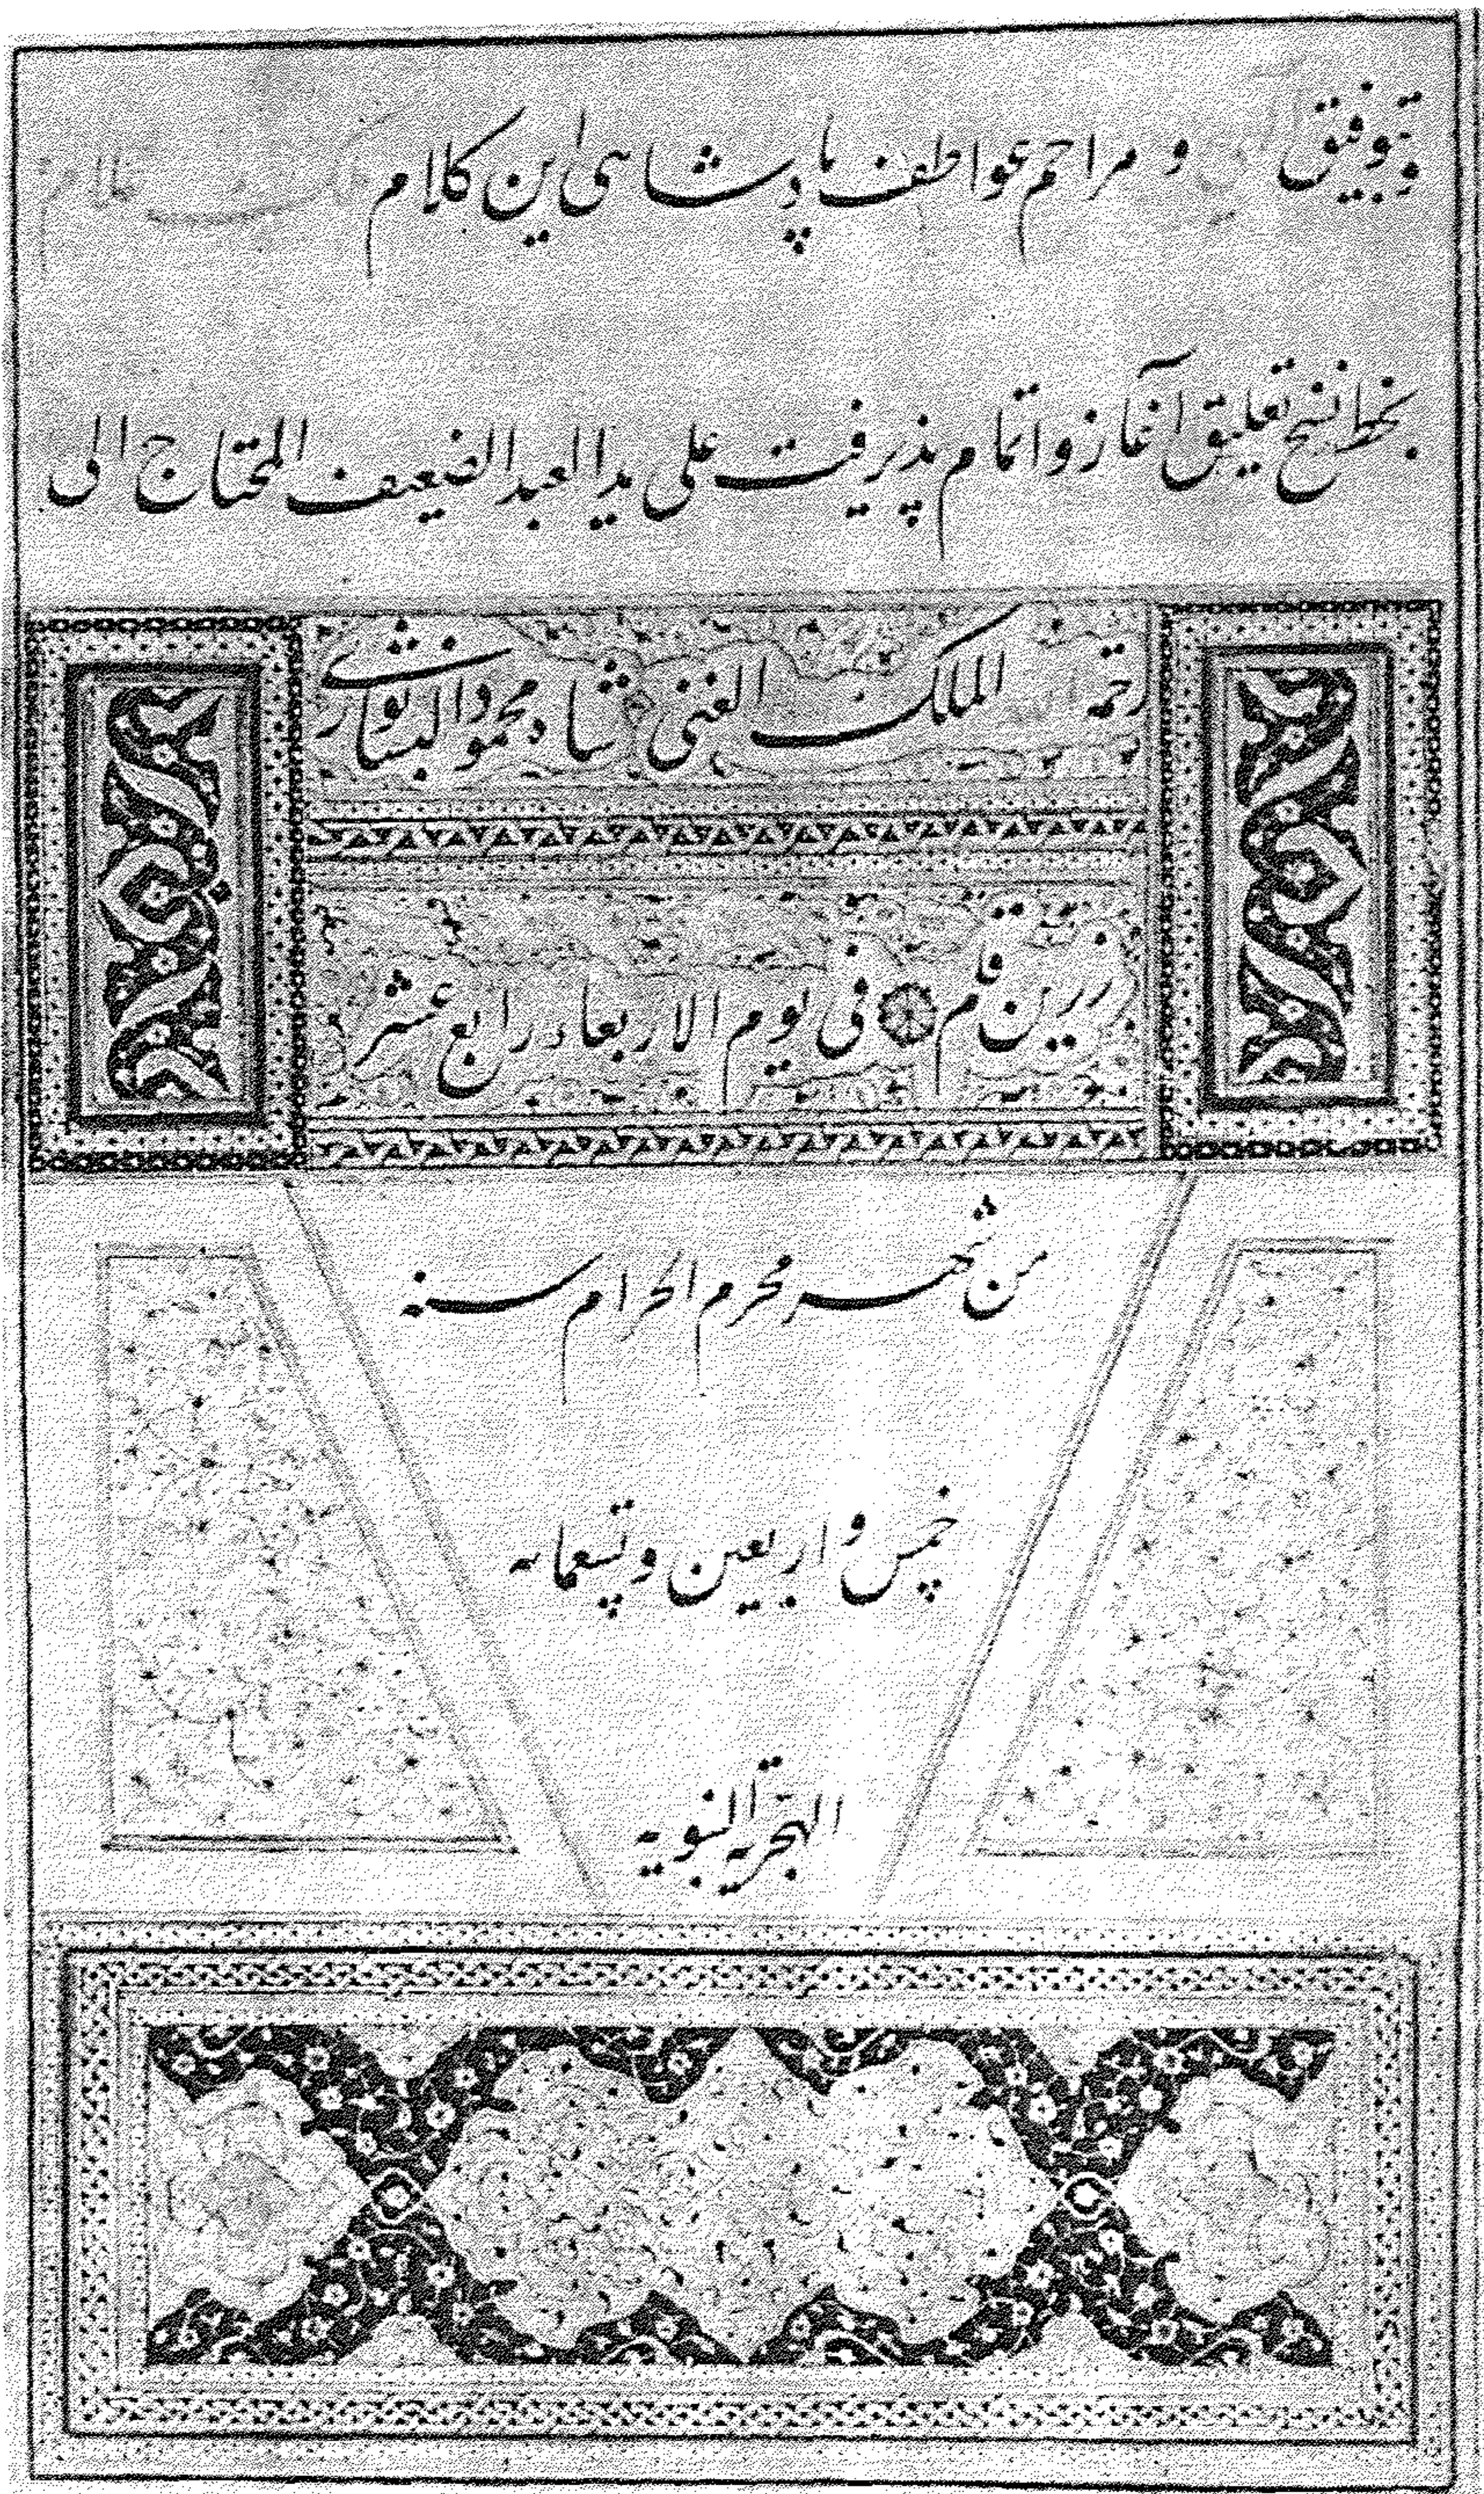 بتوفیق و مراحم عواطف پادشاهی این کلام
بخط نسخ تعلیق آغاز و اتمام پذیرفت علی ید العبد الضعیف المحتاج الی
رحمة الملک الغنی شاه محمود النیشابوری
زرین قلم فی یوم الاربعاء رابع عشر
من شهر محرم الحرام سنه
خمس و اربعین و تسعمایه
الهجریة النبویه